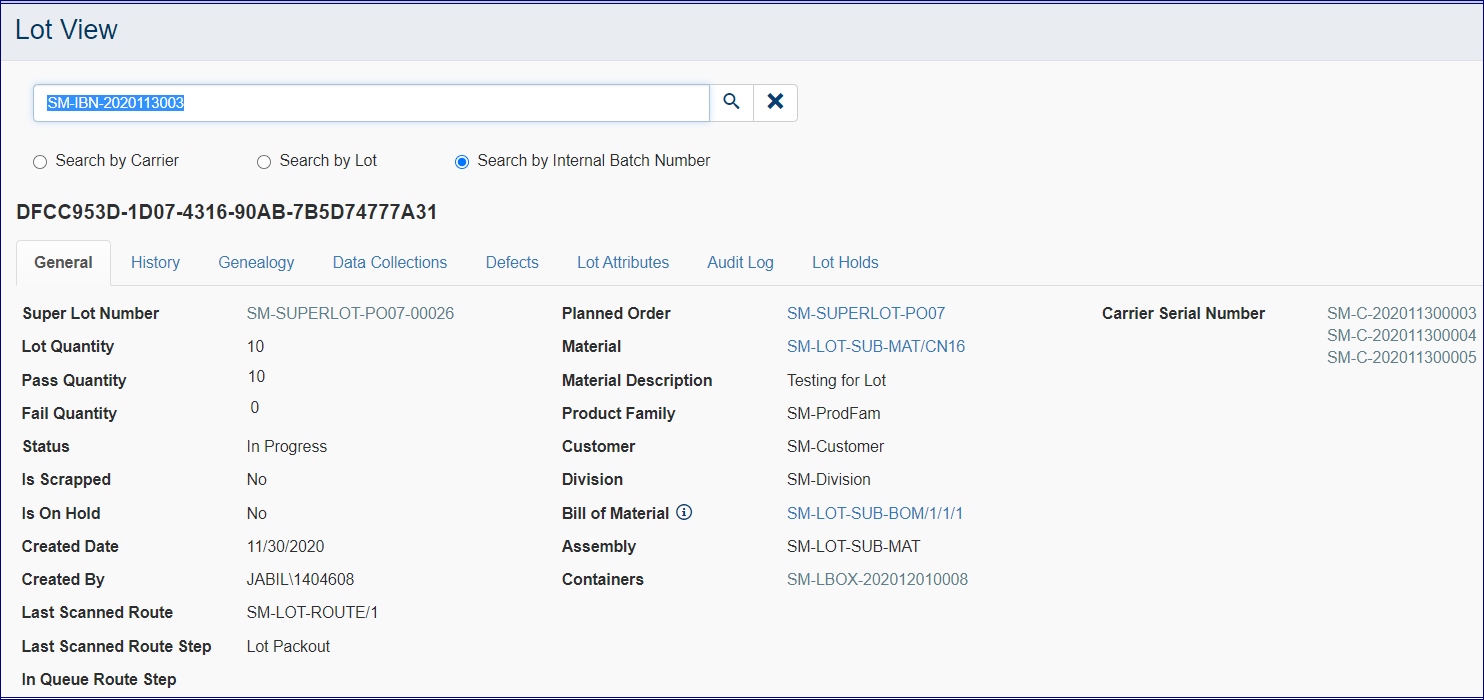 Lot View
SM-IBN-2020113003
Search by Carrier Search by Lot Search by Internal Batch Number
DFCC953D-1D07-4316-90AB-7B5D74777A31
General History Genealogy Data Collections Defects Lot Attributes Audit Log Lot Holds
Super Lot Number SM-SUPERLOT-PO07-00026 Planned Order SM-SUPERLOT-PO07 Carrier Serial Number SM-C-202011300003
SM-C-202011300004
Lot Quantity 10 Material SM-LOT-SUB-MAT/CN16
SM-C-202011300005
Pass Quantity 10 Material Description Testing for Lot
Fail Quantity 0 Product Family SM-ProdFam
Status In Progress Customer SM-Customer
Is Scrapped No Division SM-Division
Is On Hold No Bill of Material SM-LOT-SUB-BOM/1/1/1
Created Date 11/30/2020 Assembly SM-LOT-SUB-MAT
Created By JABIL\1404608 Containers SM-LBOX-202012010008
Last Scanned Route SM-LOT-ROUTE/1
Last Scanned Route Step Lot Packout
In Queue Route Step